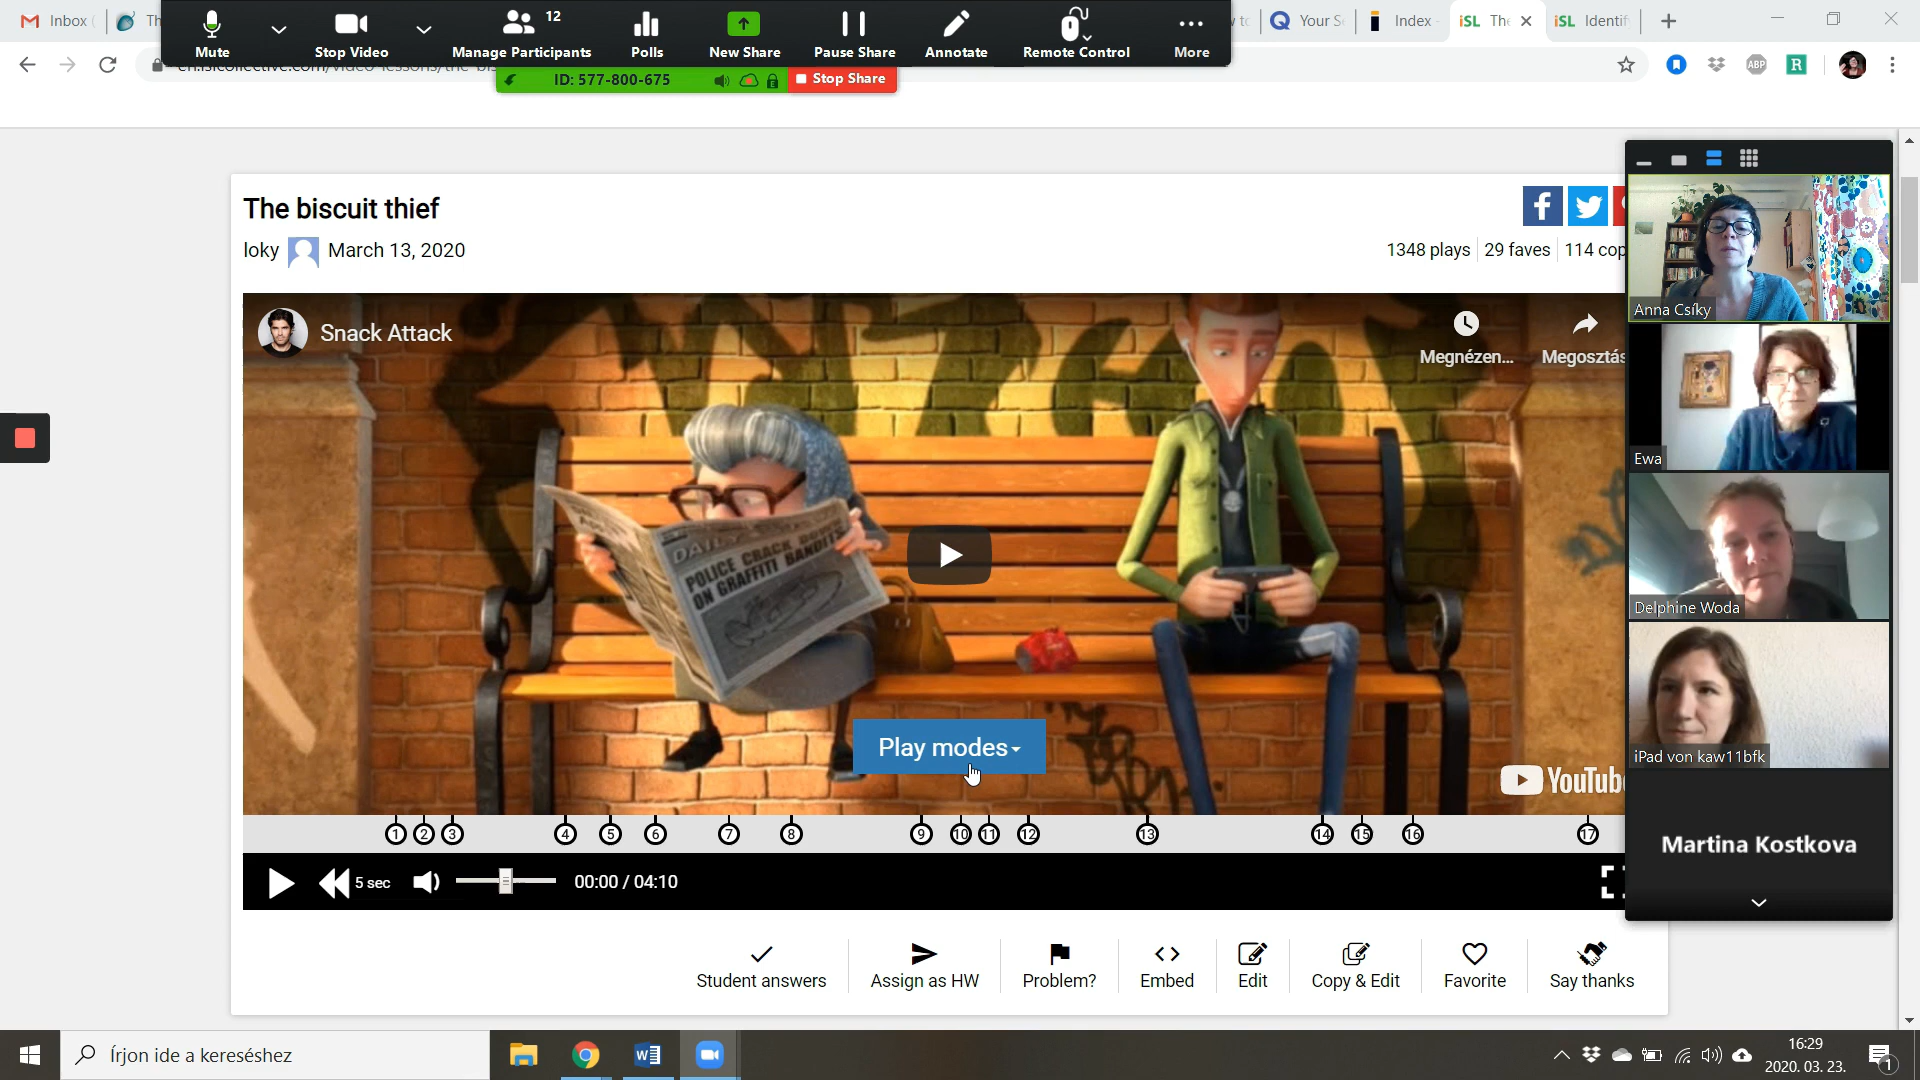 Inbox
Th
Your S
Index
The
Identif
Mute
Stop Video
12
Manage Participants
Polls
New Share
Pause Share
Annotate
Remote Control
More
ID: 577-800-675
Stop Share
ABP
R
The biscuit thief
loky
March 13, 2020
1348 plays
29 faves
114 cop
Snack Attack
Megnézen...
Megosztás
DAILY
POLICE CRACK DOWN
ON GRAFFITI BANDITS
Play modes
YouTube
1 2 3 4 5 6 7 8 9 10 11 12 13 14 15 16 17
5 sec
00:00 / 04:10
Student answers
Assign as HW
Problem?
Embed
Edit
Copy & Edit
Favorite
Say thanks
Anna Csíky
Ewa
Delphine Woda
iPad von kaw11bfk
Martina Kostkova
Írjon ide a kereséshez
16:29
2020. 03. 23.
1